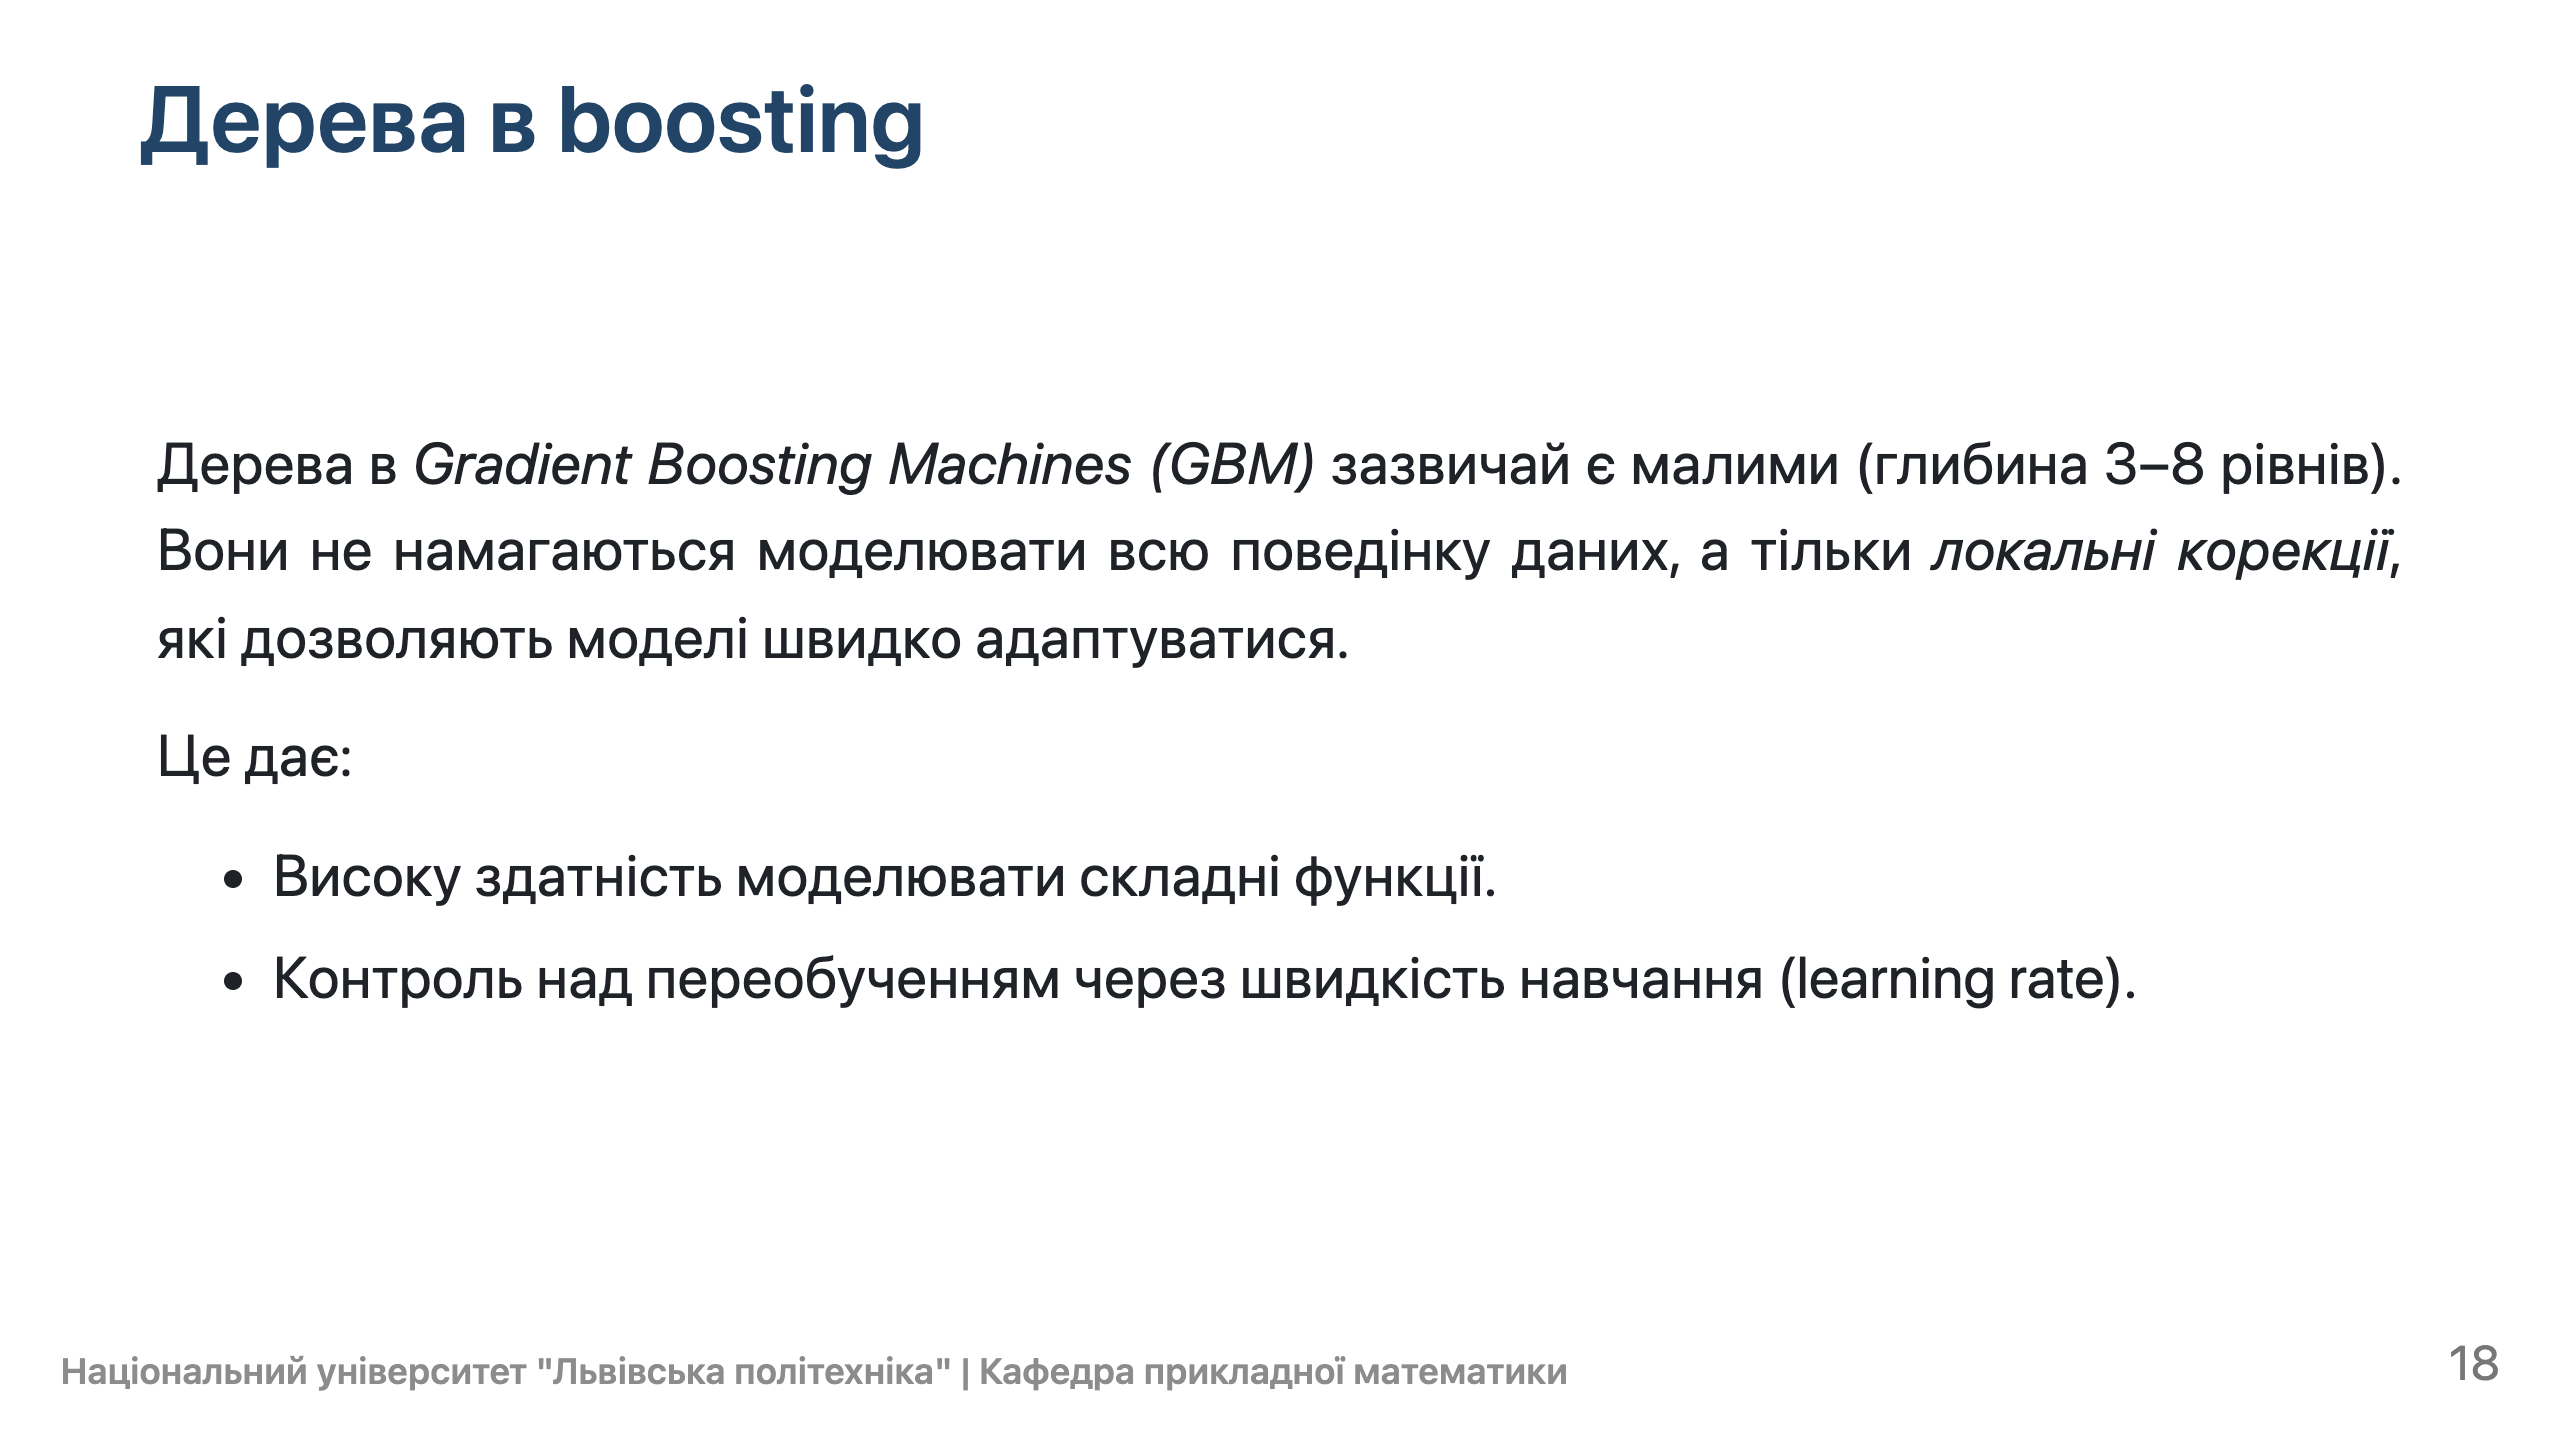 Дерева в boosting
Дерева в Gradient Boosting Machines (GBM) зазвичай є малими (глибина 3–8 рівнів).
Вони не намагаються моделювати всю поведінку даних, а тільки локальні корекції,
які дозволяють моделі швидко адаптуватися.
Це дає:
• Високу здатність моделювати складні функції.
• Контроль над переобученням через швидкість навчання (learning rate).
Національний університет "Львівська політехніка" | Кафедра прикладної математики
18